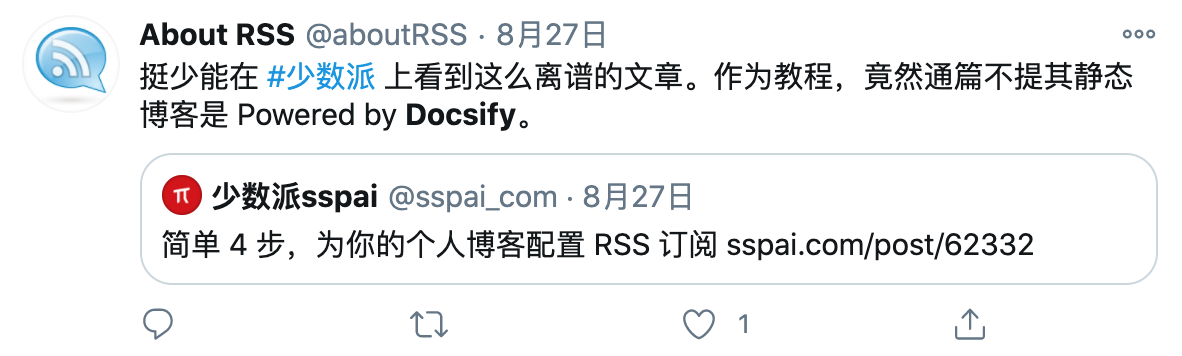 About RSS @aboutRSS · 8月27日
挺少能在 #少数派 上看到这么离谱的文章。作为教程，竟然通篇不提其静态
博客是 Powered by Docsify。
π 少数派sspai @sspai_com · 8月27日
简单 4 步，为你的个人博客配置 RSS 订阅 sspai.com/post/62332
1